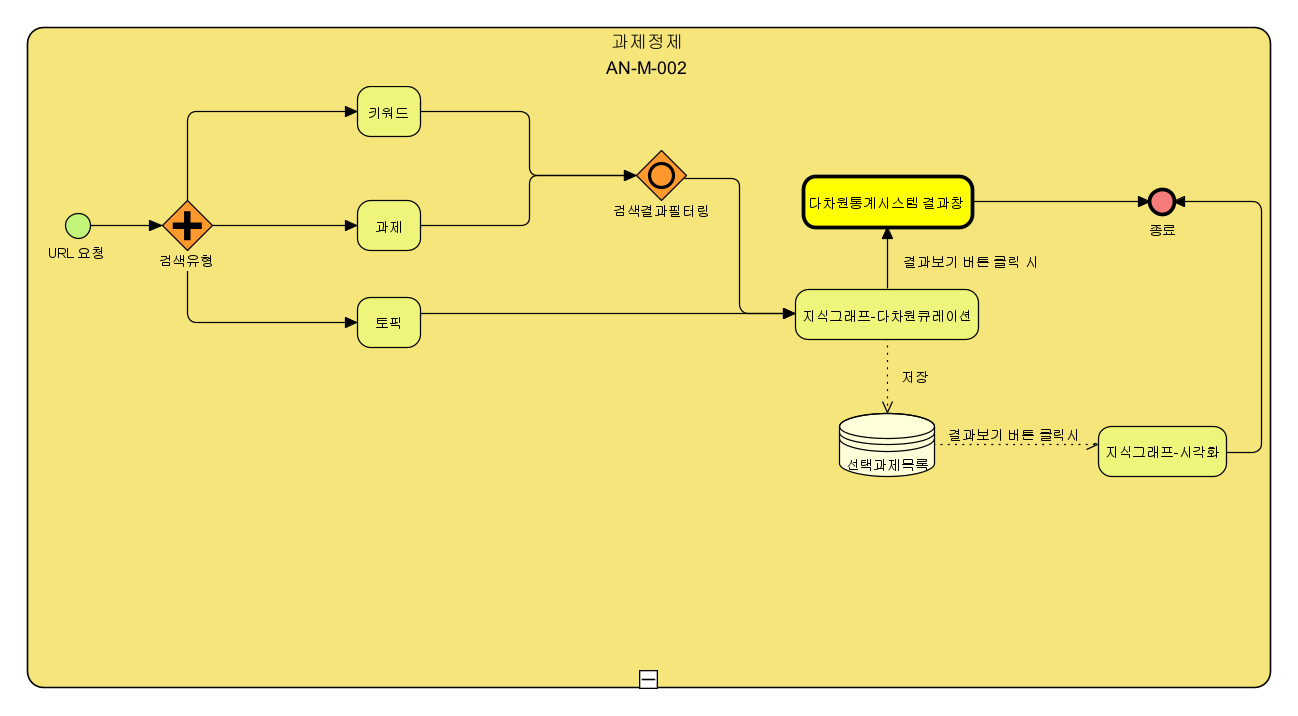 과제정제
AN-M-002
키워드
검색결과필터링
다차원통계시스템 결과창
과제
종료
URL 요청
검색유형
결과보기 버튼 클릭 시
토픽
지식그래프-다차원큐레이션
저장
결과보기 버튼 클릭시
선택과제목록
지식그래프-시각화